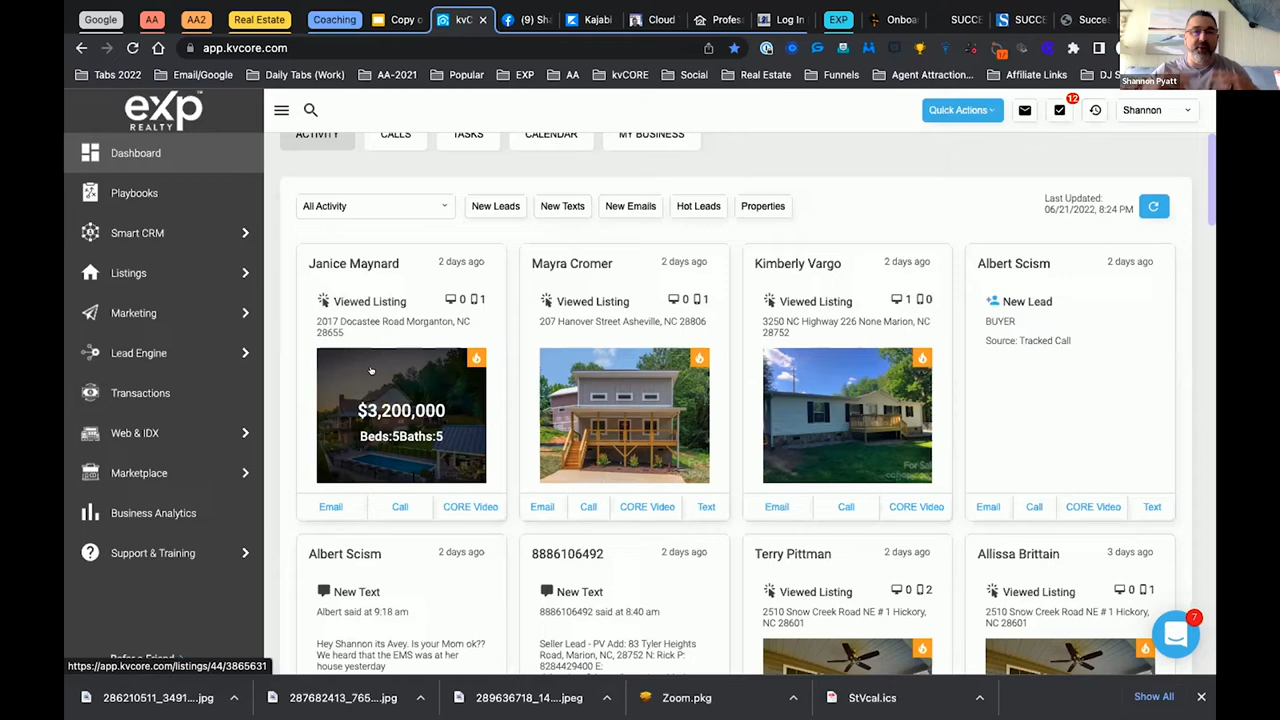 Google
AA
AA2
Real Estate
Coaching
Copy o
kvC
(9) Sh
Kajabi
Cloud
Profes
Log In
EXP
Onboa
SUCCE
SUCCE
Succe
app.kvcore.com
Tabs 2022
Email/Google
Daily Tabs (Work)
AA-2021
Popular
EXP
AA
kvCORE
Social
Real Estate
Funnels
Agent Attraction...
Affiliate Links
DJ S
Shannon Pyatt
exp
REALTY
Quick Actions
12
Shannon
Dashboard
Playbooks
Smart CRM
Listings
Marketing
Lead Engine
Transactions
Web & IDX
Marketplace
Business Analytics
Support & Training
Refer a Friend
https://app.kvcore.com/listings/44/3865631
ACTIVITY
CALLS
TASKS
CALENDAR
MY BUSINESS
All Activity
New Leads
New Texts
New Emails
Hot Leads
Properties
Last Updated:
06/21/2022, 8:24 PM
Janice Maynard 2 days ago
Viewed Listing 0 1
2017 Docastee Road Morganton, NC
28655
$3,200,000
Beds:5Baths:5
Email Call CORE Video
Mayra Cromer 2 days ago
Viewed Listing 0 1
207 Hanover Street Asheville, NC 28806
Email Call CORE Video Text
Kimberly Vargo 2 days ago
Viewed Listing 1 0
3250 NC Highway 226 None Marion, NC
28752
For Sal
Email Call CORE Video
Albert Scism 2 days ago
New Lead
BUYER
Source: Tracked Call
Email Call CORE Video Text
Albert Scism 2 days ago
New Text
Albert said at 9:18 am
Hey Shannon its Avey. Is your Mom ok??
We heard that the EMS was at her
house yesterday
8886106492 2 days ago
New Text
8886106492 said at 8:40 am
Seller Lead - PV Add: 83 Tyler Heights
Road, Marion, NC, 28752 N: Rick P:
8284429400 E:
Terry Pittman 2 days ago
Viewed Listing 0 2
2510 Snow Creek Road NE # 1 Hickory,
NC 28601
Allissa Brittain 3 days ago
Viewed Listing 0 1
2510 Snow Creek Road NE # 1 Hickory,
NC 28601
7
286210511_3491....jpg
287682413_765....jpg
289636718_14....jpeg
Zoom.pkg
StVcal.ics
Show All